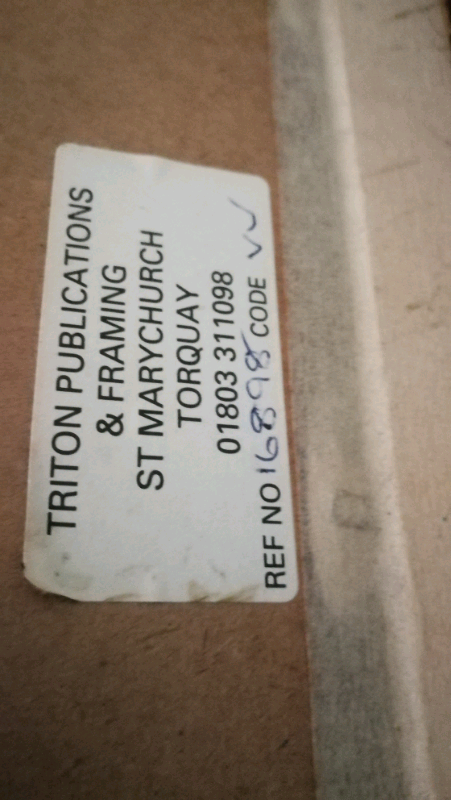 TRITON PUBLICATIONS
& FRAMING
ST MARYCHURCH
TORQUAY
01803 311098
REF NO 16898 CODE VV